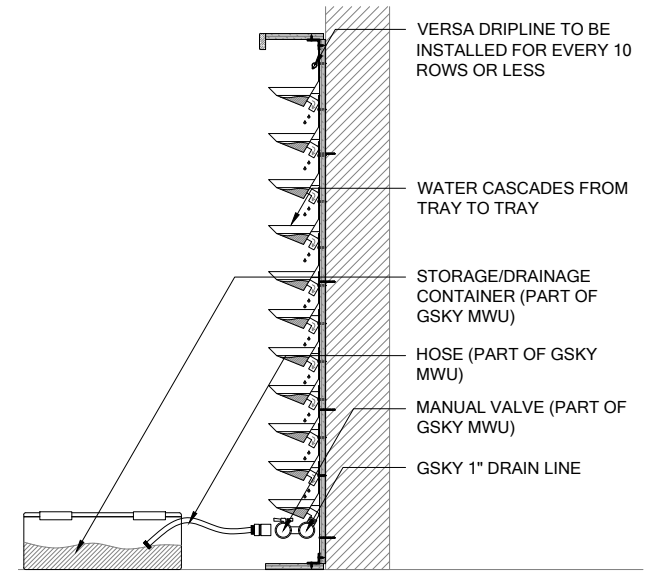 VERSA DRIPLINE TO BE
INSTALLED FOR EVERY 10
ROWS OR LESS
WATER CASCADES FROM
TRAY TO TRAY
STORAGE/DRAINAGE
CONTAINER (PART OF
GSKY MWU)
HOSE (PART OF GSKY
MWU)
MANUAL VALVE (PART OF
GSKY MWU)
GSKY 1" DRAIN LINE